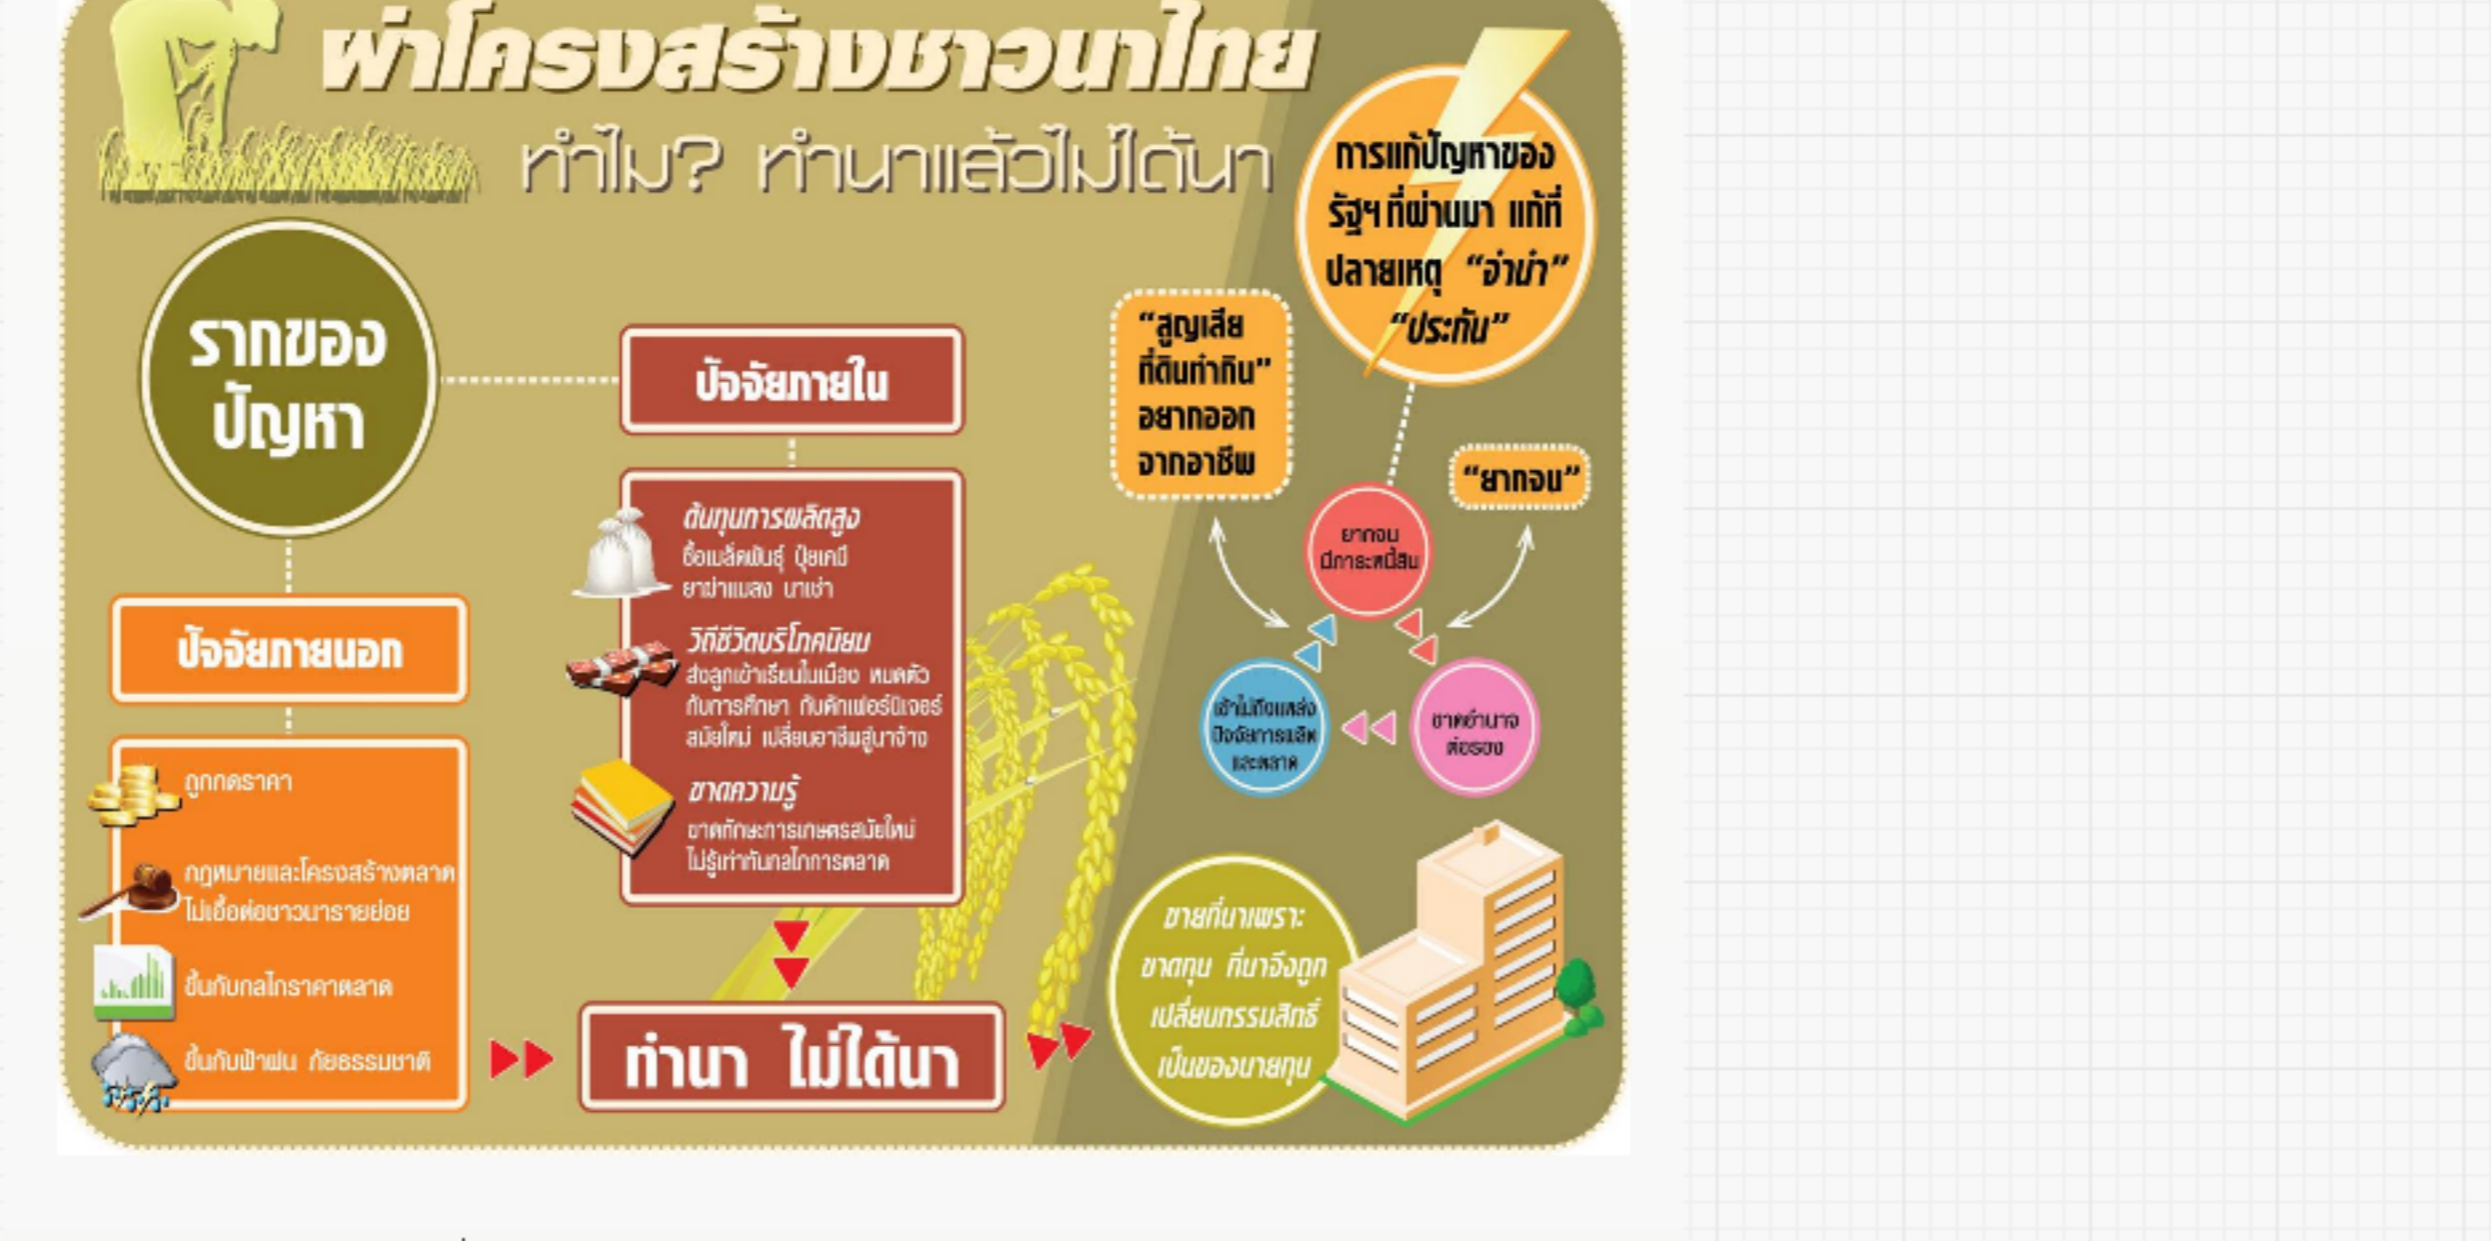 ผ่าโครงสร้างชาวนาไทย
ทำไม? ทำนาแล้วไม่ได้นา
รากของ
ปัญหา
ปัจจัยภายนอก
ถูกกดราคา
กฎหมายและโครงสร้างตลาด
ไม่เอื้อต่อชาวนารายย่อย
ขึ้นกับกลไกราคาตลาด
ขึ้นกับฟ้าฝน ภัยธรรมชาติ
ปัจจัยภายใน
ต้นทุนการผลิตสูง
ซื้อเมล็ดพันธุ์ ปุ๋ยเคมี
ยาฆ่าแมลง นาเช่า
วิถีชีวิตบริโภคนิยม
ส่งลูกเข้าเรียนในเมือง หมดตัว
กับการศึกษา กับดักเฟอร์นิเจอร์
สมัยใหม่ เปลี่ยนอาชีพสู่นาจ้าง
ขาดความรู้
ขาดทักษะการเกษตรสมัยใหม่
ไม่รู้เท่าทันกลไกการตลาด
ทำนา ไม่ได้นา
การแก้ปัญหาของ
รัฐฯ ที่ผ่านมา แก้ที่
ปลายเหตุ “จำนำ”
“ประกัน”
“สูญเสีย
ที่ดินทำกิน”
อยากออก
จากอาชีพ
“ยากจน”
ยากจน
มีภาระหนี้สิน
ขาดอำนาจ
ต่อรอง
เข้าไม่ถึงแหล่ง
ปัจจัยการผลิต
และตลาด
ขายที่นาเพราะ
ขาดทุน ที่นาจึงถูก
เปลี่ยนกรรมสิทธิ์
เป็นของนายทุน